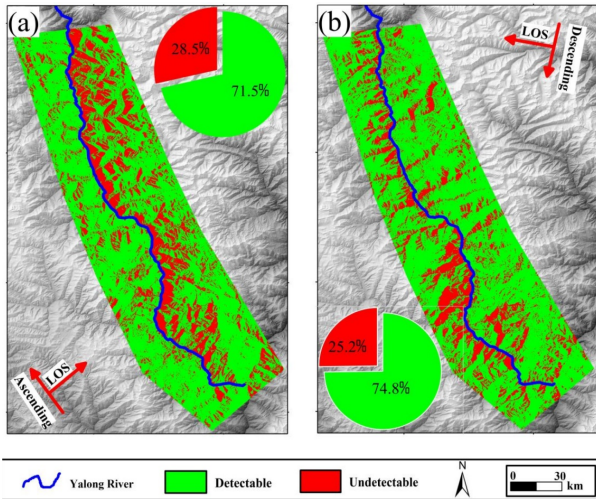 (a)
28.5%
71.5%
LOS
Ascending
(b)
LOS
Descending
25.2%
74.8%
Yalong River
Detectable
Undetectable
N
0 30
km